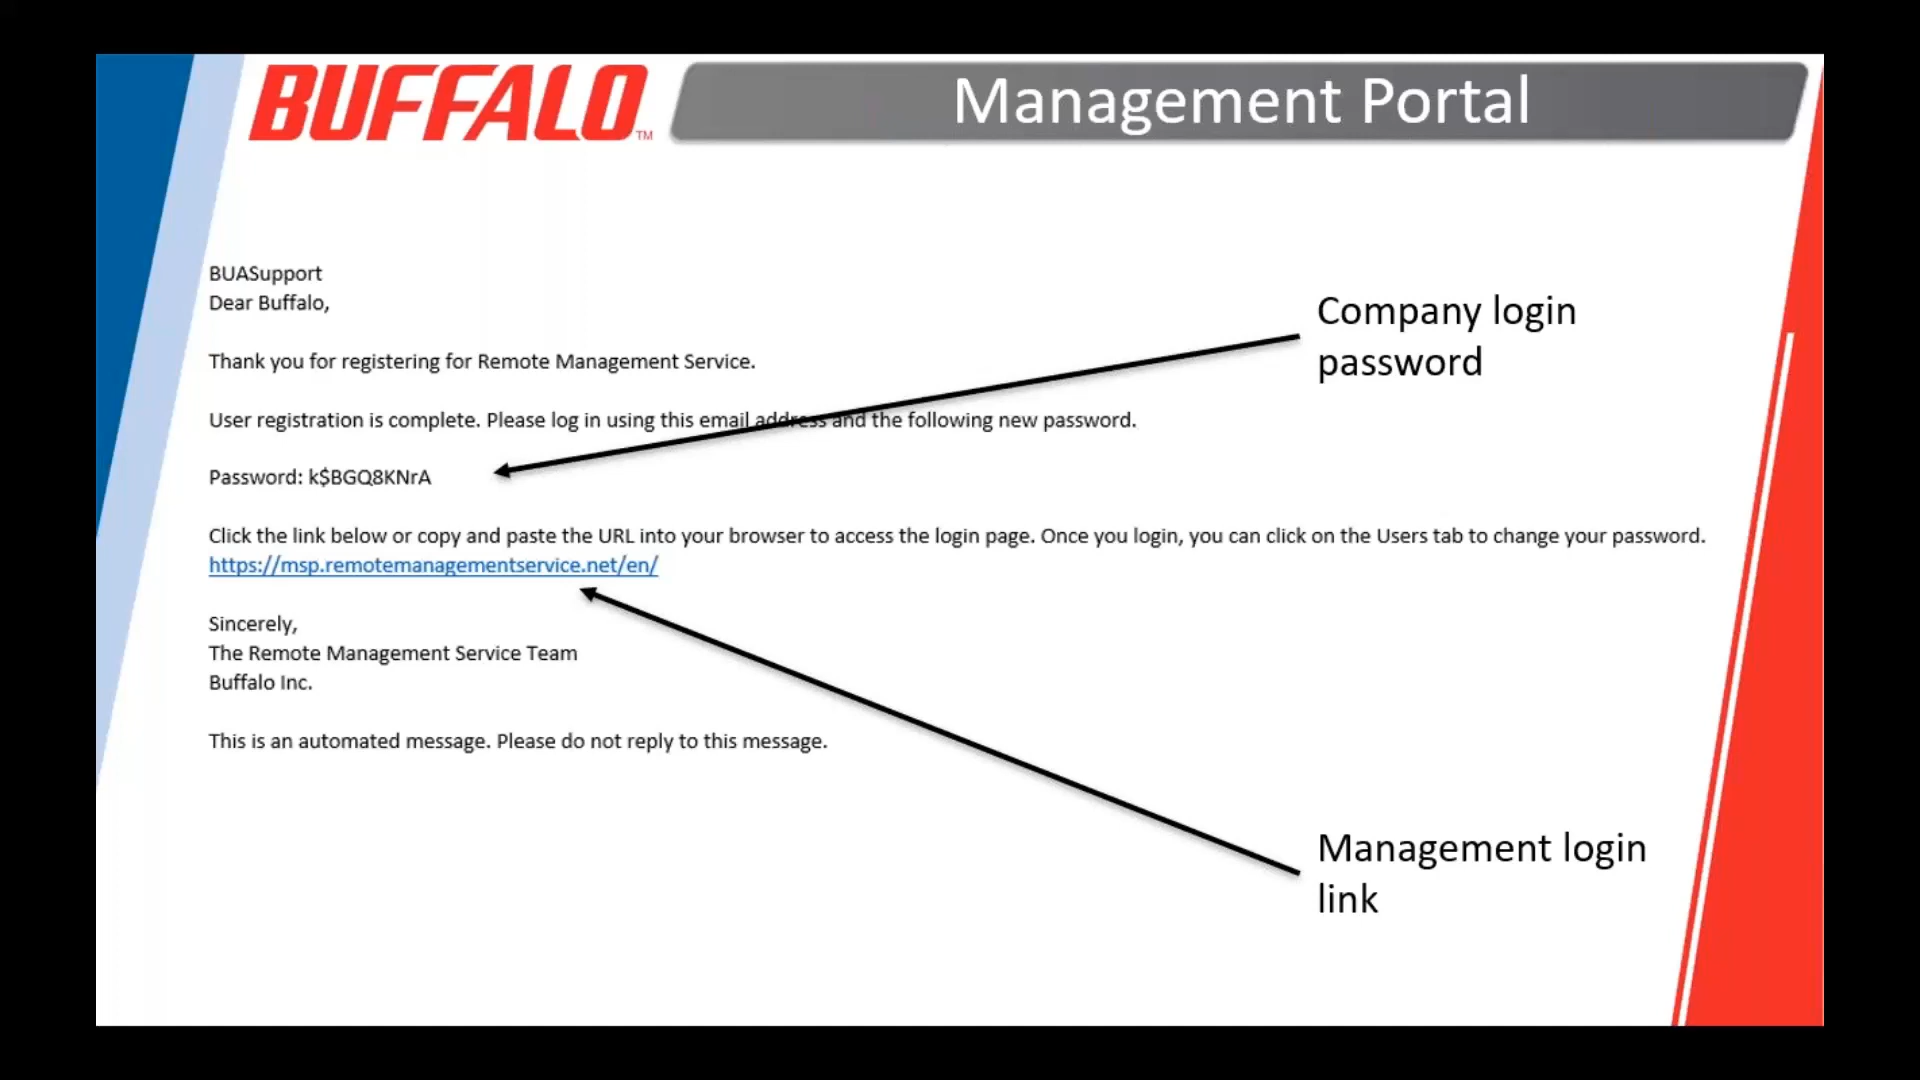 BUFFALO™
Management Portal
BUASupport
Dear Buffalo,
Thank you for registering for Remote Management Service.
User registration is complete. Please log in using this email address and the following new password.
Password: k$BGQ8KNrA
Click the link below or copy and paste the URL into your browser to access the login page. Once you login, you can click on the Users tab to change your password.
https://msp.remotemanagementservice.net/en/
Sincerely,
The Remote Management Service Team
Buffalo Inc.
This is an automated message. Please do not reply to this message.
Company login
password
Management login
link